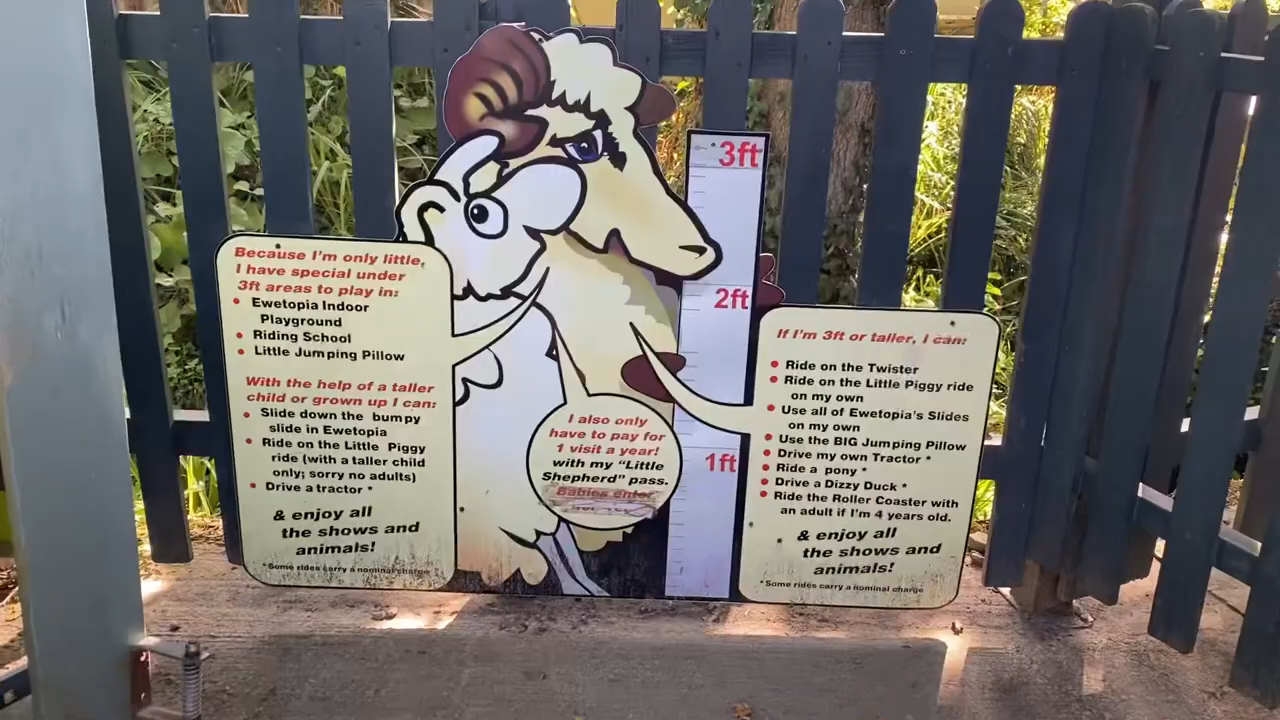 Because I'm only little,
I have special under
3ft areas to play in:
• Ewetopia Indoor
Playground
• Riding School
• Little Jumping Pillow
With the help of a taller
child or grown up I can:
• Slide down the bumpy
slide in Ewetopia
• Ride on the Little Piggy
ride (with a taller child
only; sorry no adults)
• Drive a tractor *
& enjoy all
the shows and
animals!
*Some rides carry a nominal charge
I also only
have to pay for
1 visit a year!
with my "Little
Shepherd" pass.
Babies enter
3ft
2ft
1ft
If I'm 3ft or taller, I can:
• Ride on the Twister
• Ride on the Little Piggy ride
on my own
• Use all of Ewetopia's Slides
on my own
• Use the BIG Jumping Pillow
• Drive my own Tractor *
• Ride a pony *
• Drive a Dizzy Duck *
• Ride the Roller Coaster with
an adult if I'm 4 years old.
& enjoy all
the shows and
animals!
*Some rides carry a nominal charge